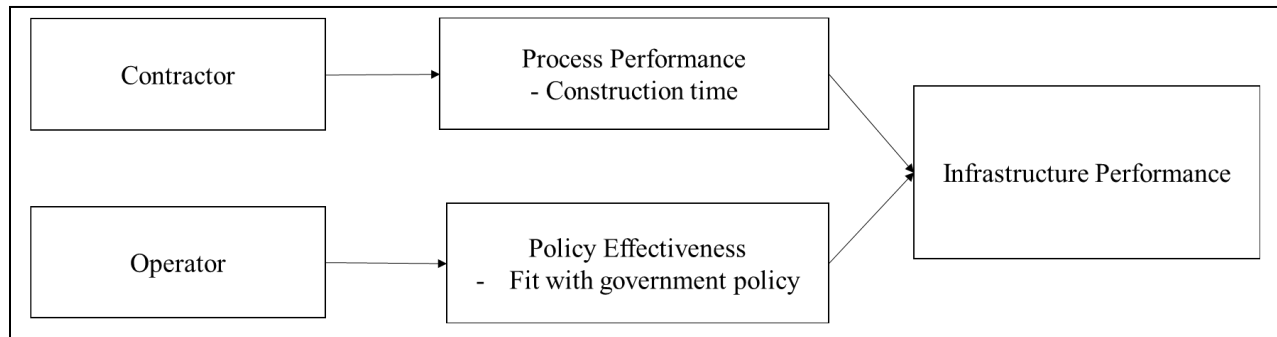 Contractor
Process Performance
- Construction time
Infrastructure Performance
Operator
Policy Effectiveness
- Fit with government policy